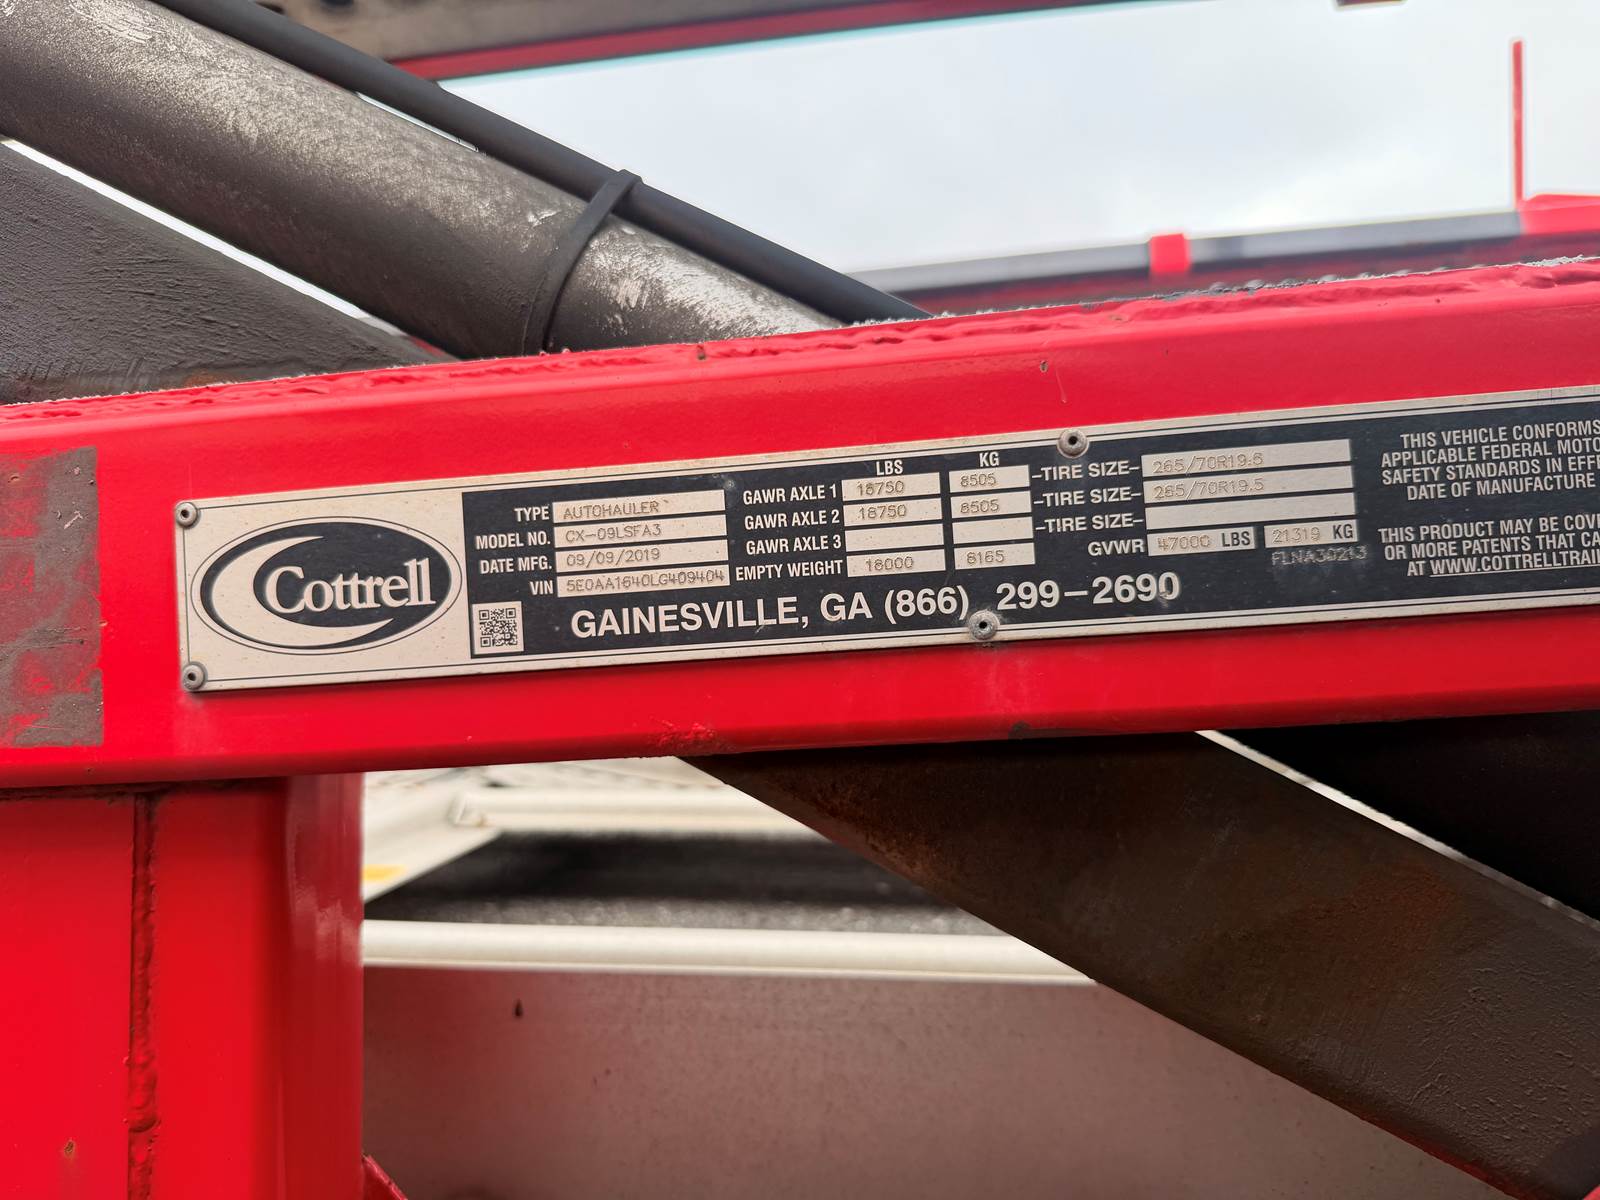 Cottrell
TYPE AUTOHAULER
MODEL NO. CX-09LSFA3
DATE MFG. 09/09/2019
VIN 5E0AA1640LG409404
LBS KG
GAWR AXLE 1 18750 8505 -TIRE SIZE- 265/70R19.5
GAWR AXLE 2 18750 8505 -TIRE SIZE- 265/70R19.5
GAWR AXLE 3 -TIRE SIZE-
EMPTY WEIGHT 18000 8165 GVWR 47000 LBS 21319 KG
FLNA30213
GAINESVILLE, GA (866) 299-2690
THIS VEHICLE CONFORMS
APPLICABLE FEDERAL MOTO
SAFETY STANDARDS IN EFFE
DATE OF MANUFACTURE
THIS PRODUCT MAY BE COVE
OR MORE PATENTS THAT CA
AT WWW.COTTRELLTRAI